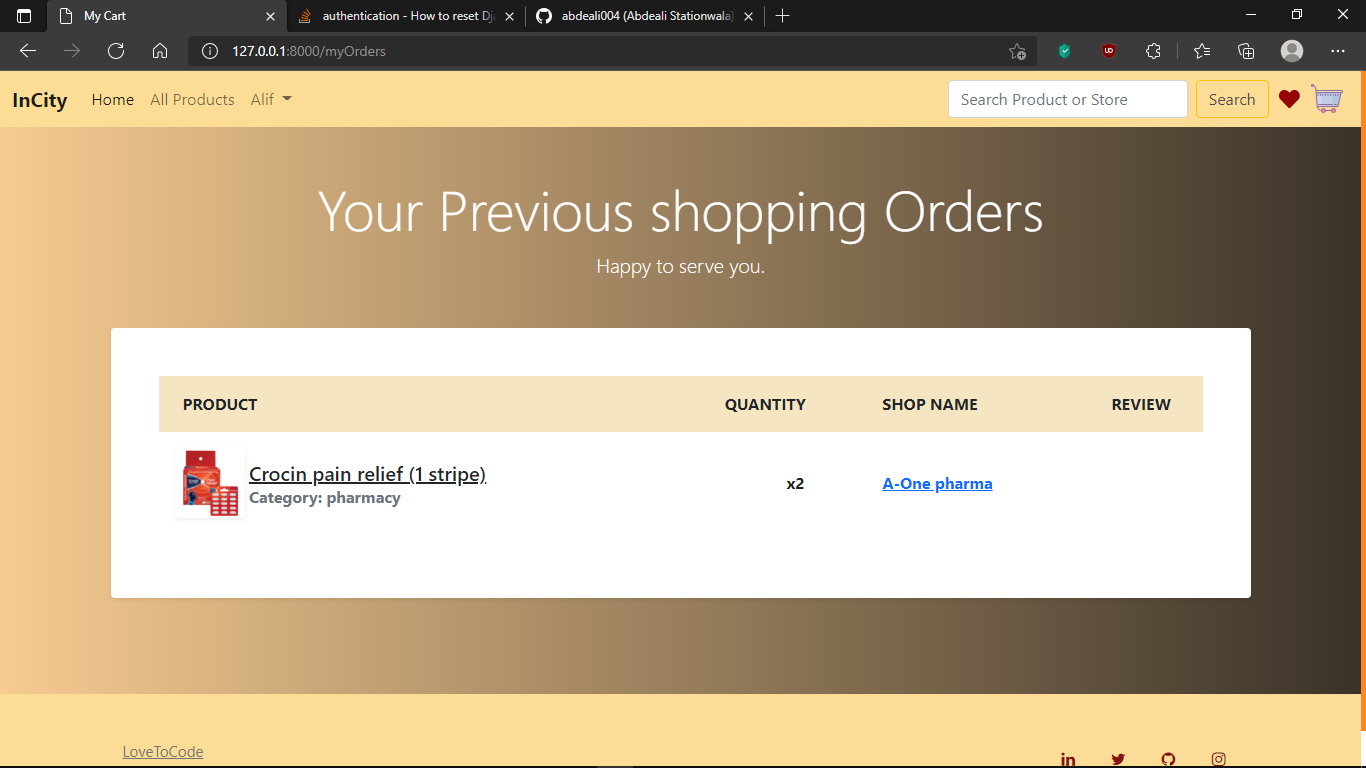 My Cart
authentication - How to reset Dj
abdeali004 (Abdeali Stationwala)
127.0.0.1:8000/myOrders
InCity Home All Products Alif Search Product or Store Search
Your Previous shopping Orders
Happy to serve you.
PRODUCT QUANTITY SHOP NAME REVIEW
Crocin pain relief (1 stripe)
Category: pharmacy
x2 A-One pharma
LoveToCode